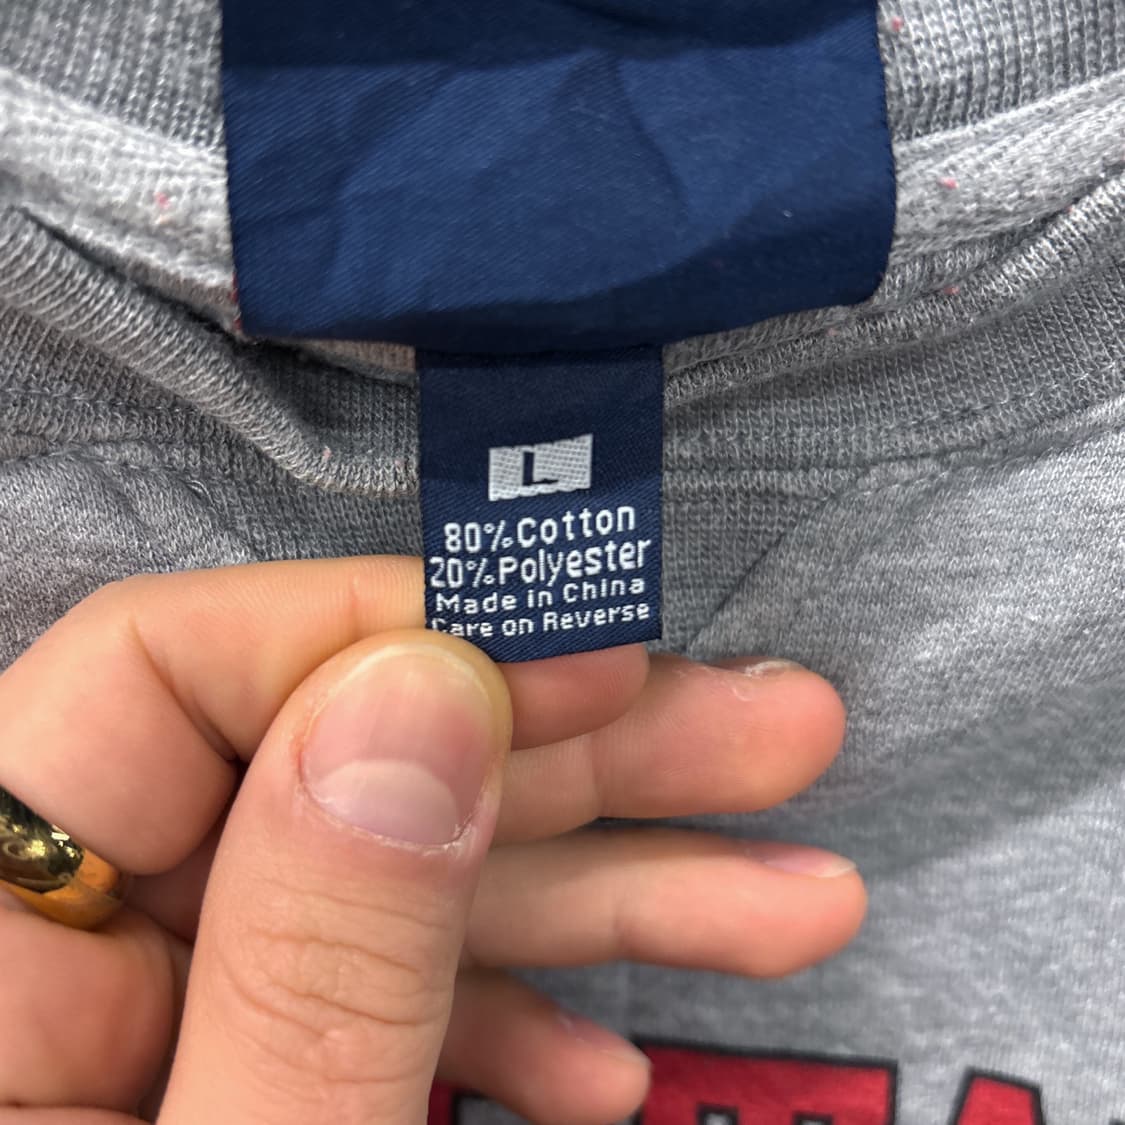 L
80% Cotton
20% Polyester
Made in China
Care on Reverse